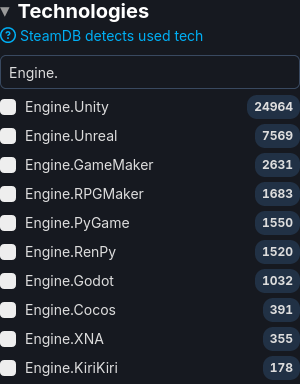 Technologies
SteamDB detects used tech
Engine.
Engine.Unity 24964
Engine.Unreal 7569
Engine.GameMaker 2631
Engine.RPGMaker 1683
Engine.PyGame 1550
Engine.RenPy 1520
Engine.Godot 1032
Engine.Cocos 391
Engine.XNA 355
Engine.KiriKiri 178